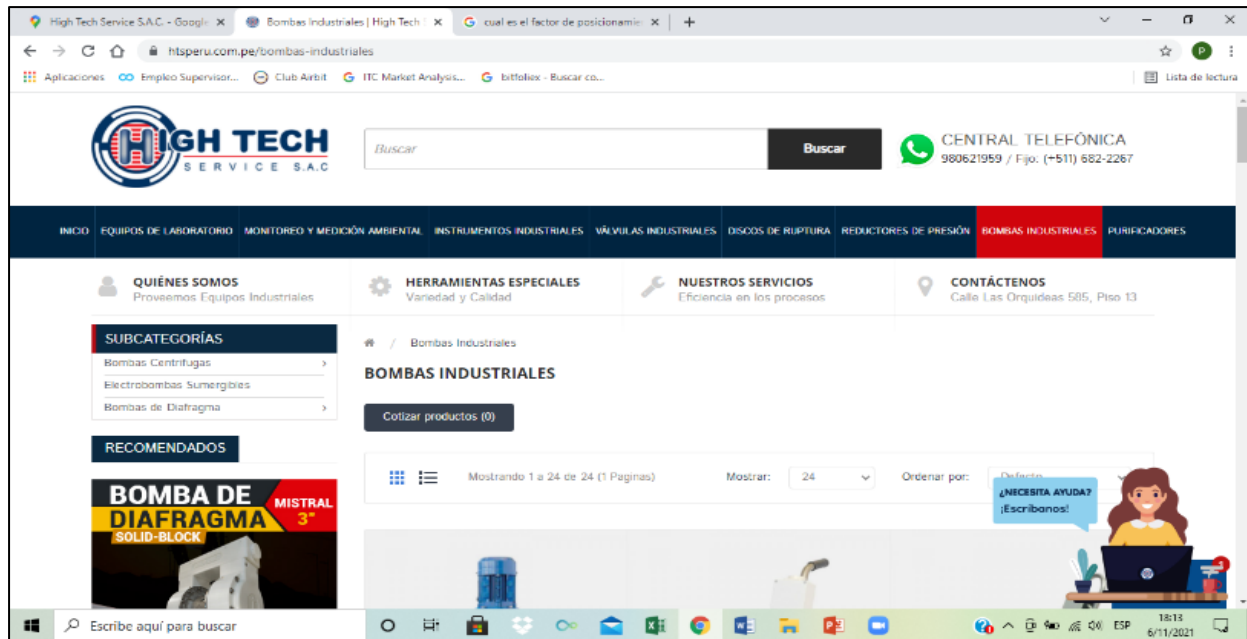 High Tech Service S.A.C. - Googl
Bombas Industriales | High Tech S
cual es el factor de posicionamie
htsperu.com.pe/bombas-industriales
P
Aplicaciones
Empleo Supervisor...
Club Airbit
ITC Market Analysis...
bitfoliex - Buscar co...
Lista de lectura
HIGH TECH
SERVICE S.A.C
Buscar
Buscar
CENTRAL TELEFÓNICA
980621959 / Fijo: (+511) 682-2267
INICIO EQUIPOS DE LABORATORIO MONITOREO Y MEDICIÓN AMBIENTAL INSTRUMENTOS INDUSTRIALES VÁLVULAS INDUSTRIALES DISCOS DE RUPTURA REDUCTORES DE PRESIÓN BOMBAS INDUSTRIALES PURIFICADORES
QUIÉNES SOMOS
Proveemos Equipos Industriales
HERRAMIENTAS ESPECIALES
Variedad y Calidad
NUESTROS SERVICIOS
Eficiencia en los procesos
CONTÁCTENOS
Calle Las Orquideas 585, Piso 13
SUBCATEGORÍAS
Bombas Centrífugas
Electrobombas Sumergibles
Bombas de Diafragma
RECOMENDADOS
BOMBA DE
DIAFRAGMA
SOLID-BLOCK
MISTRAL
3"
/ Bombas Industriales
BOMBAS INDUSTRIALES
Cotizar productos (0)
Mostrando 1 a 24 de 24 (1 Paginas)
Mostrar: 24
Ordenar por: Defecto
¿NECESITA AYUDA?
¡Escríbanos!
Escribe aquí para buscar
ESP
18:13
6/11/2021